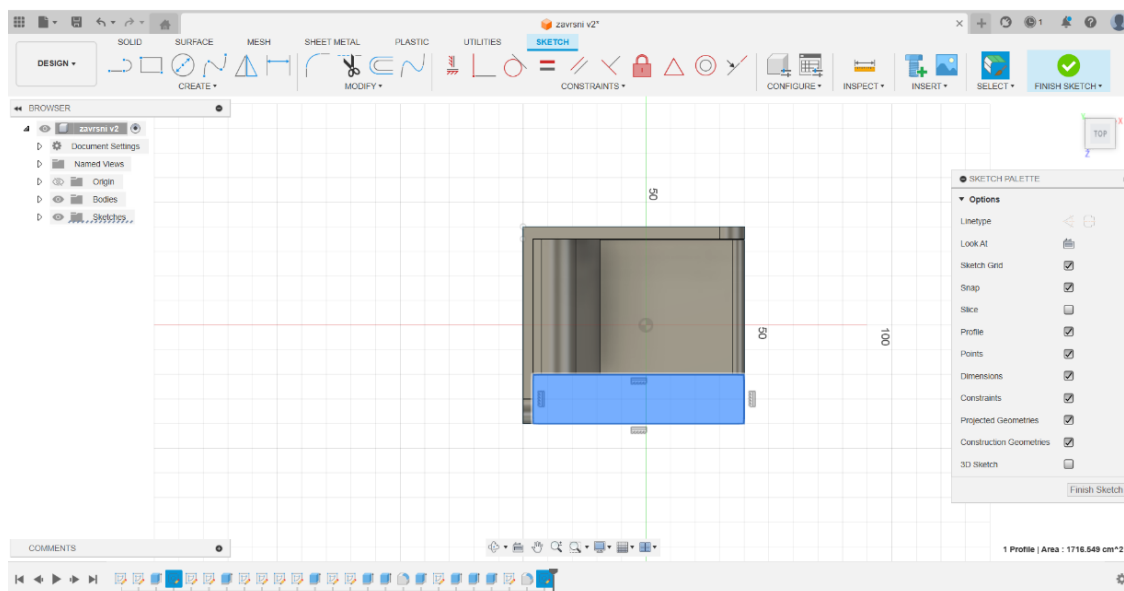 zavrsni v2*
1
DESIGN
SOLID SURFACE MESH SHEET METAL PLASTIC UTILITIES SKETCH
CREATE MODIFY CONSTRAINTS CONFIGURE INSPECT INSERT SELECT FINISH SKETCH
BROWSER
zavrsni v2
Document Settings
Named Views
Origin
Bodies
Sketches
50
50
100
TOP
X
Z
SKETCH PALETTE
Options
Linetype
Look At
Sketch Grid
Snap
Slice
Profile
Points
Dimensions
Constraints
Projected Geometries
Construction Geometries
3D Sketch
Finish Sketch
COMMENTS
1 Profile | Area : 1716.549 cm^2